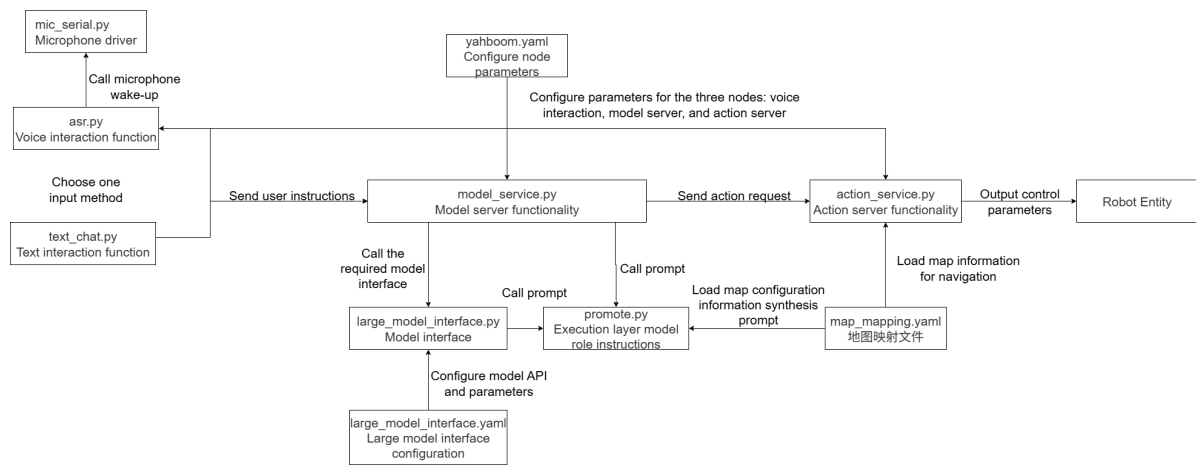 mic_serial.py
Microphone driver
yahboom.yaml
Configure node
parameters
Call microphone
wake-up
Configure parameters for the three nodes: voice
interaction, model server, and action server
asr.py
Voice interaction function
Choose one
input method
Send user instructions
model_service.py
Model server functionality
Send action request
action_service.py
Action server functionality
Output control
parameters
Robot Entity
text_chat.py
Text interaction function
Call the
required model
interface
Call prompt
Load map information
for navigation
Call prompt
Load map configuration
information synthesis
prompt
large_model_interface.py
Model interface
promote.py
Execution layer model
role instructions
map_mapping.yaml
地图映射文件
Configure model API
and parameters
large_model_interface.yaml
Large model interface
configuration